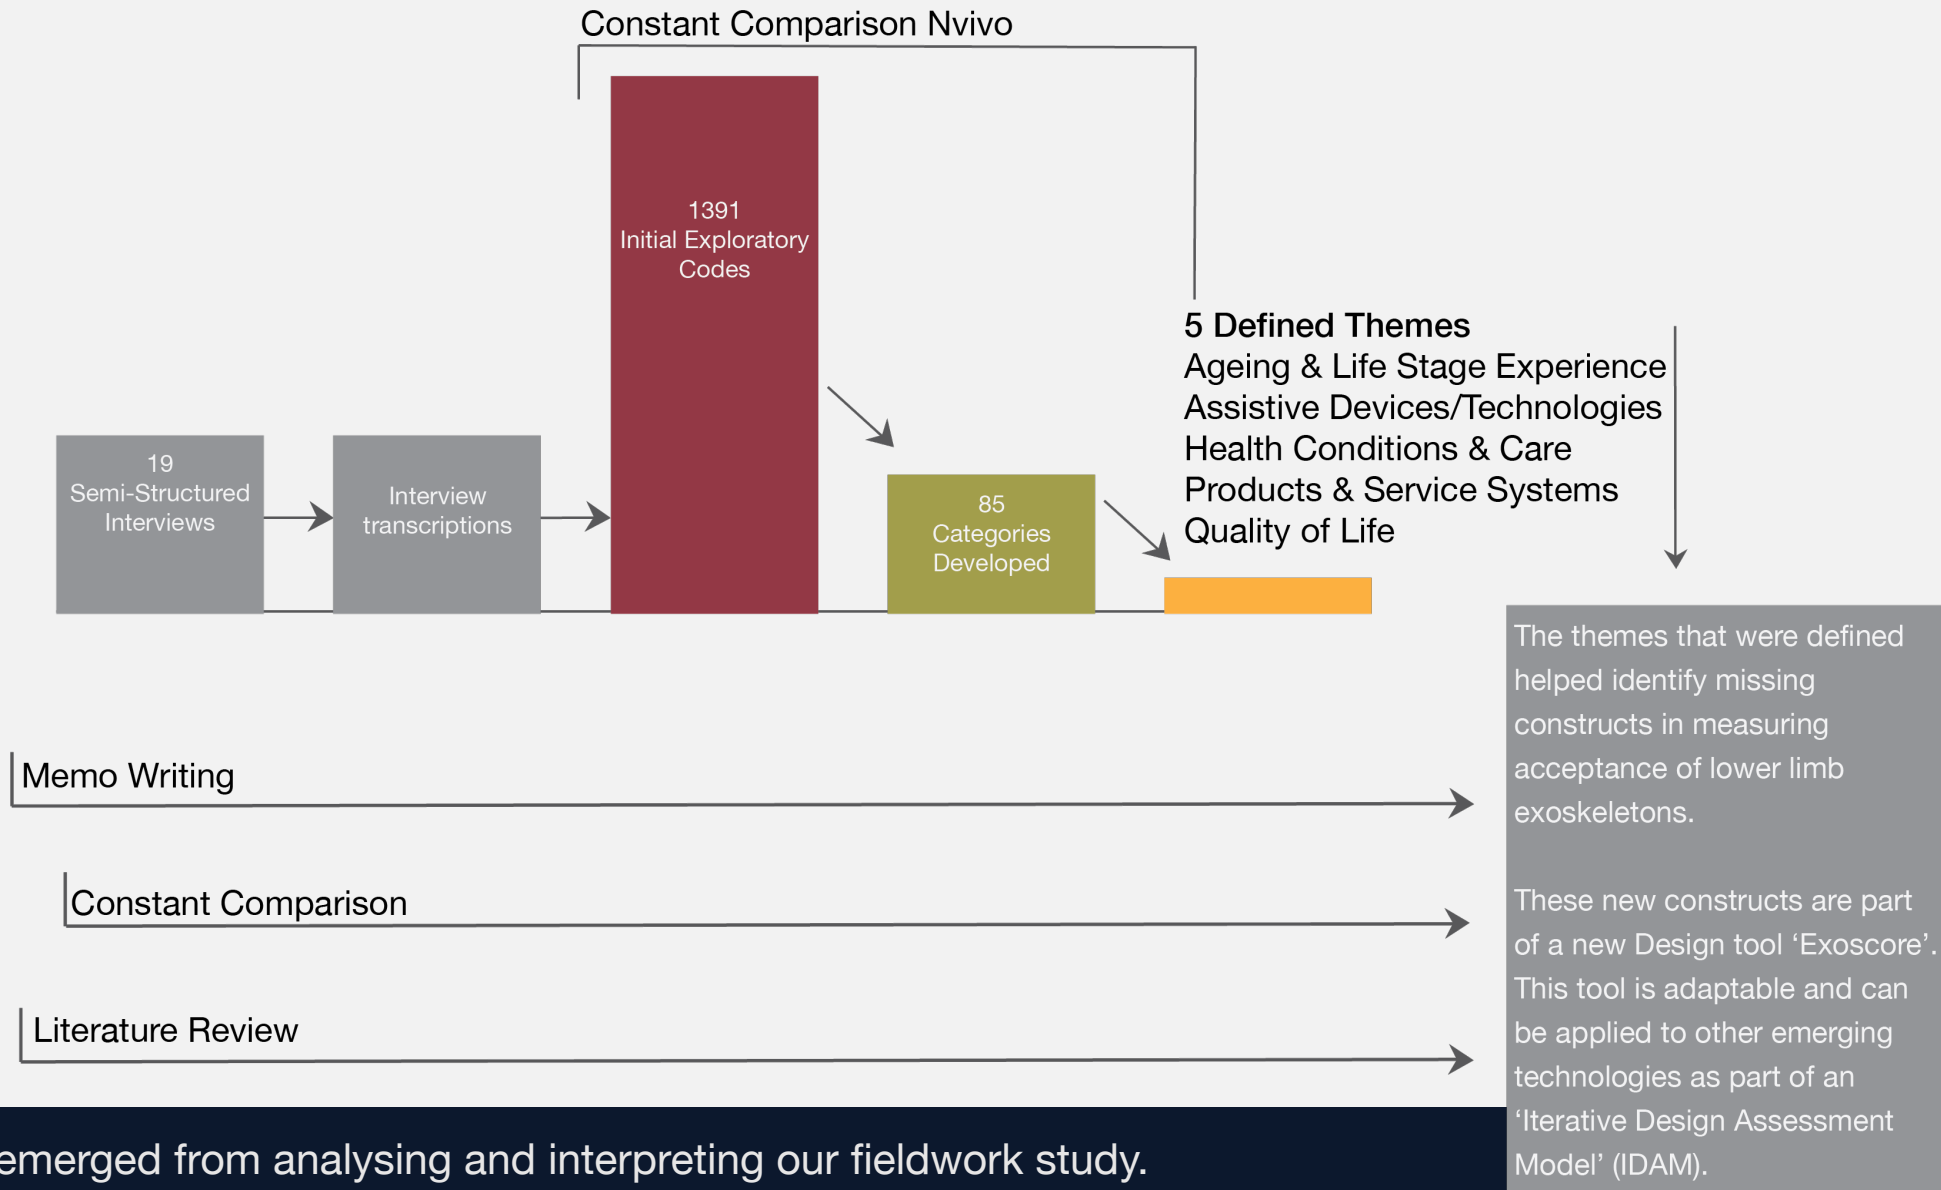 Constant Comparison Nvivo
1391
Initial Exploratory
Codes
19
Semi-Structured
Interviews
Interview
transcriptions
85
Categories
Developed
5 Defined Themes
Ageing & Life Stage Experience
Assistive Devices/Technologies
Health Conditions & Care
Products & Service Systems
Quality of Life
The themes that were defined
helped identify missing
constructs in measuring
acceptance of lower limb
exoskeletons.
These new constructs are part
of a new Design tool ‘Exoscore’.
This tool is adaptable and can
be applied to other emerging
technologies as part of an
‘Iterative Design Assessment
Model’ (IDAM).
Memo Writing
Constant Comparison
Literature Review
emerged from analysing and interpreting our fieldwork study.